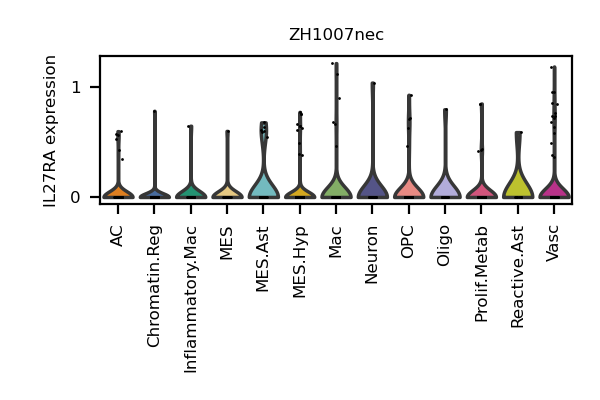 ZH1007nec
IL27RA expression
1
0
AC
Chromatin.Reg
Inflammatory.Mac
MES
MES.Ast
MES.Hyp
Mac
Neuron
OPC
Oligo
Prolif.Metab
Reactive.Ast
Vasc